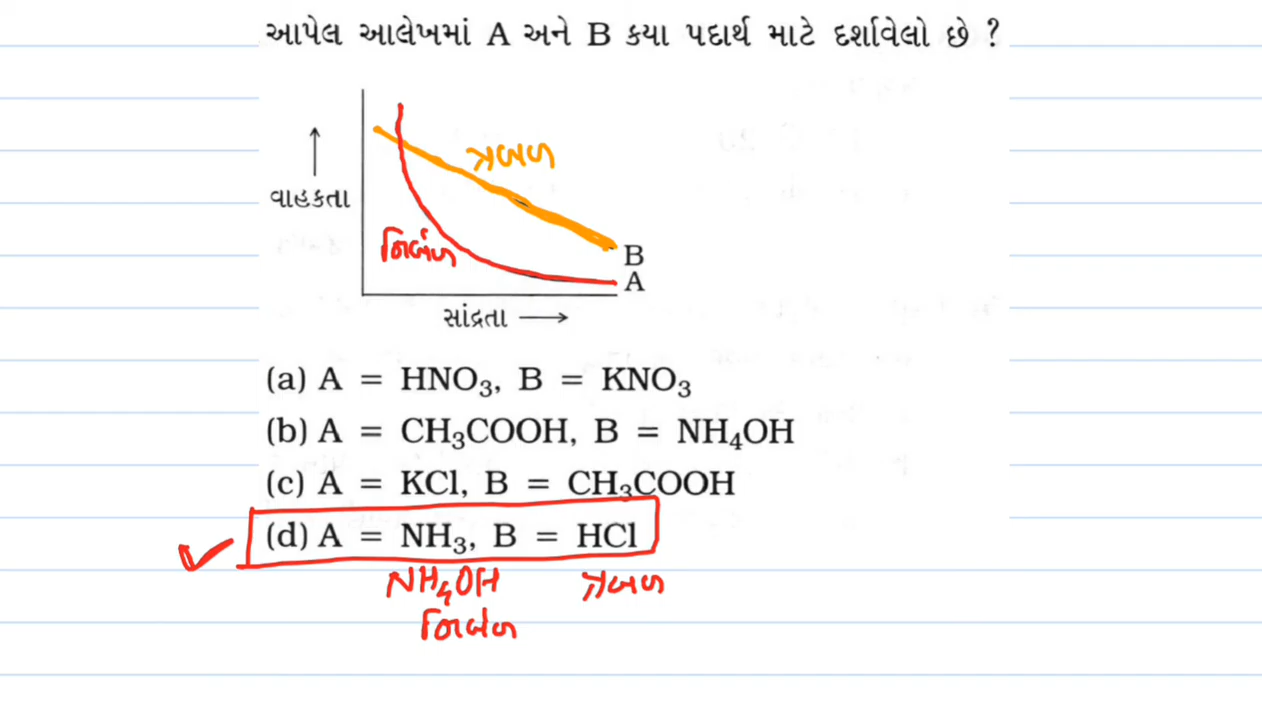 આપેલ આલેખમાં A અને B કયા પદાર્થ માટે દર્શાવેલો છે ?
પ્રબળ
વાહકતા
નિર્બળ
B
A
સાંદ્રતા
(a) A = HNO₃, B = KNO₃
(b) A = CH₃COOH, B = NH₄OH
(c) A = KCl, B = CH₃COOH
(d) A = NH₃, B = HCl
NH₄OH પ્રબળ
નિર્બળ